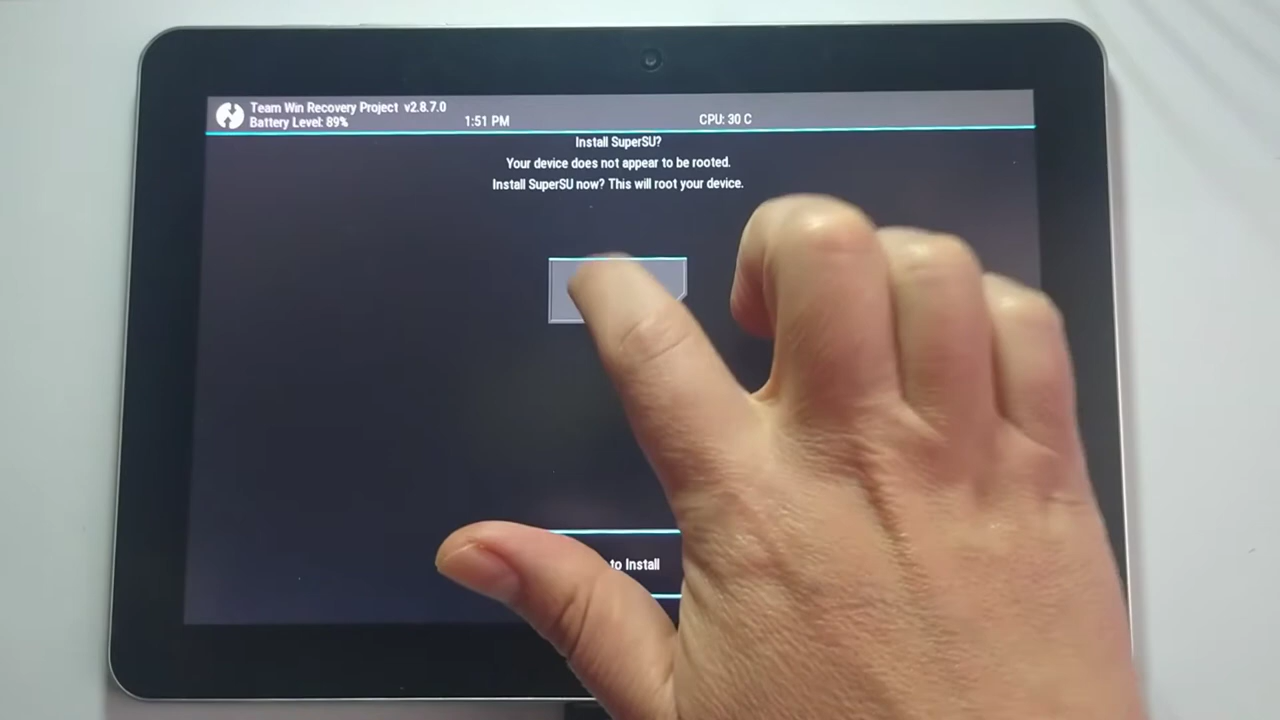 Team Win Recovery Project v2.8.7.0
Battery Level: 89%
1:51 PM
CPU: 30 C
Install SuperSU?
Your device does not appear to be rooted.
Install SuperSU now? This will root your device.
to Install